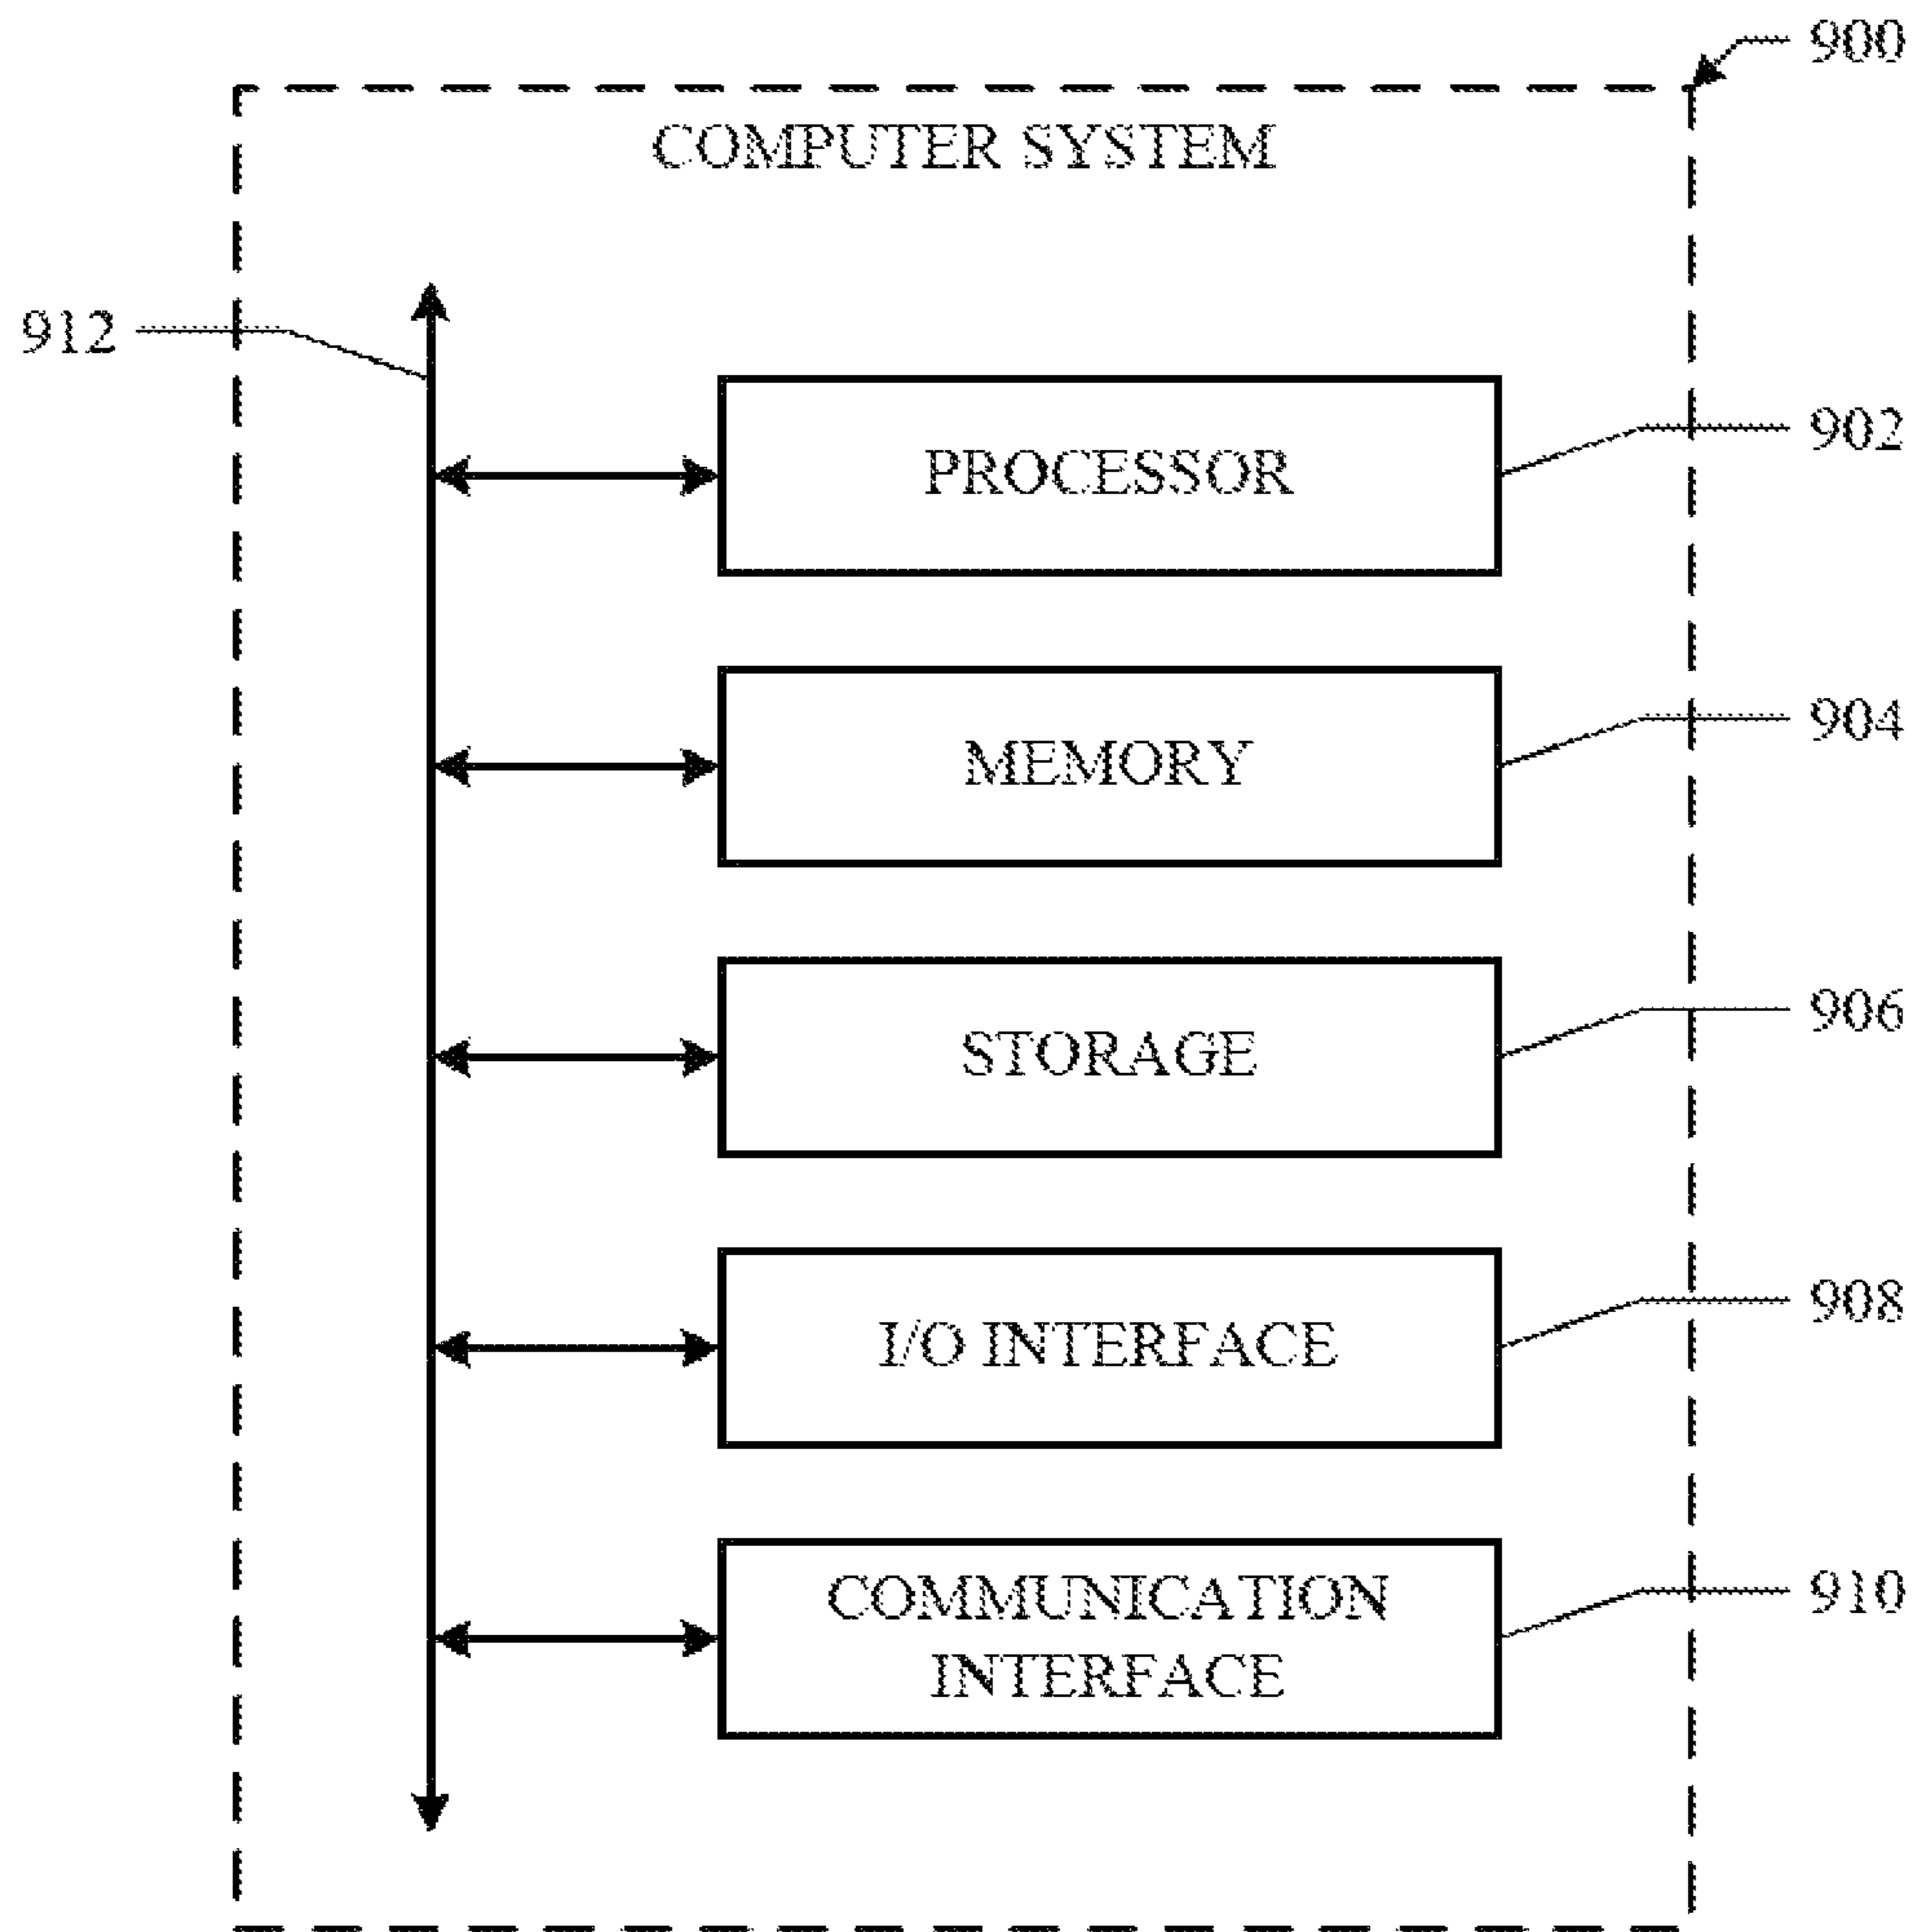 900
COMPUTER SYSTEM
912
PROCESSOR
902
MEMORY
904
STORAGE
906
I/O INTERFACE
908
COMMUNICATION
INTERFACE
910